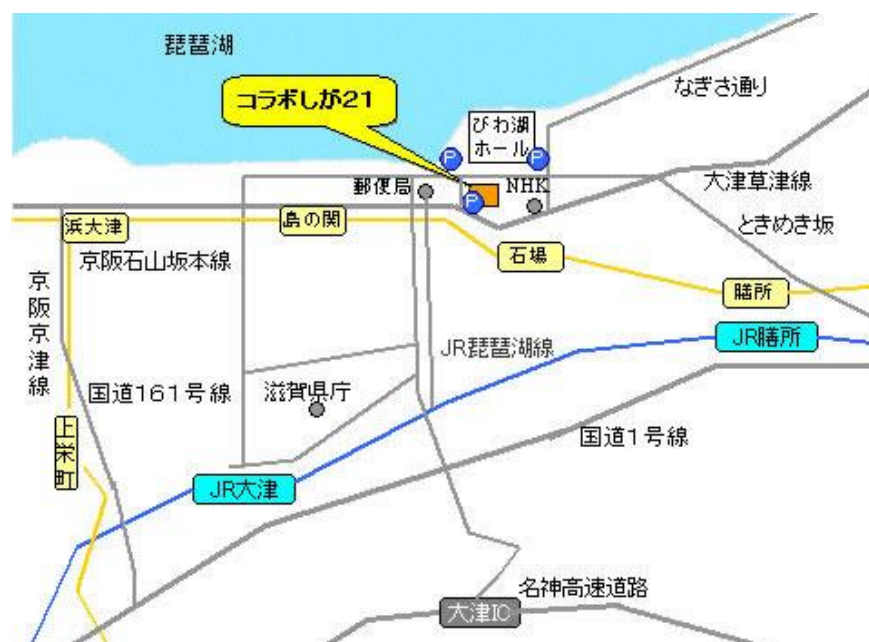 琵琶湖
なぎさ通り
コラボしが21
びわ湖
ホール
P
P
郵便局
P
NHK
大津草津線
浜大津
島の関
ときめき坂
京阪石山坂本線
石場
京阪京津線
膳所
JR琵琶湖線
JR膳所
国道161号線
滋賀県庁
国道1号線
上栄町
JR大津
名神高速道路
大津IC